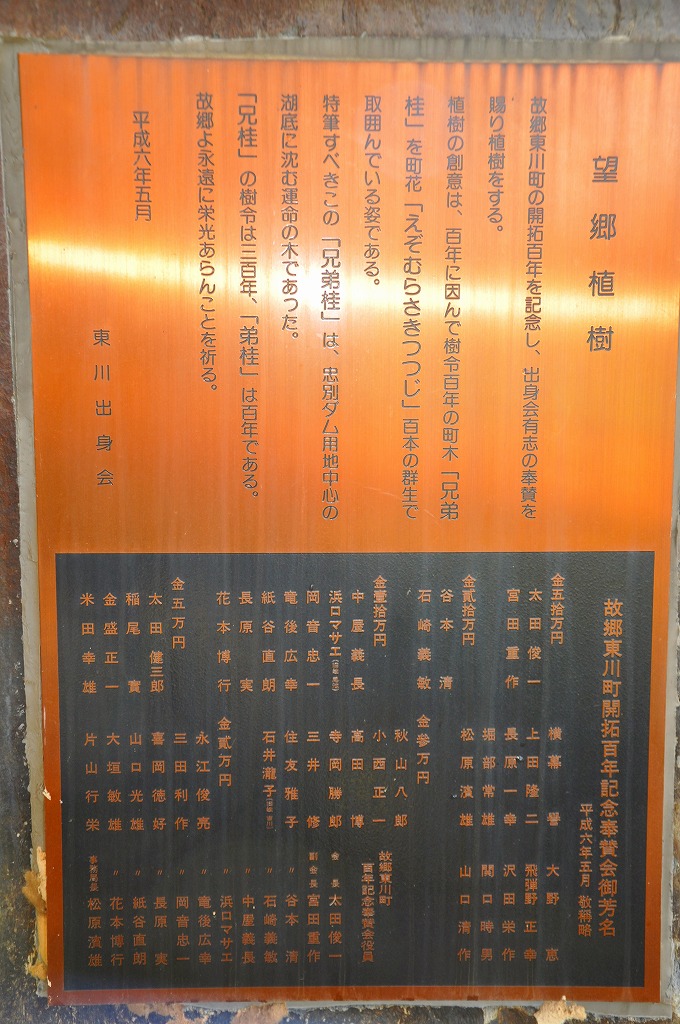 望郷植樹
故郷東川町の開拓百年を記念し、出身会有志の奉賛を
賜り植樹をする。
植樹の創意は、百年に因んで樹令百年の町木「兄弟
桂」を町花「えぞむらさきつつじ」百本の群生で
取囲んでいる姿である。
特筆すべきこの「兄弟桂」は、忠別ダム用地中心の
湖底に沈む運命の木であつた。
「兄桂」の樹令は三百年、「弟桂」は百年である。
故郷よ永遠に栄光あらんことを祈る。
平成六年五月
東川出身会
故郷東川町開拓百年記念奉賛会御芳名
平成六年五月 敬称略
金五拾万円
太田俊一
宮田重作
金貳拾万円
谷本清
石崎義敏
金壹拾万円
中屋義長
浜口マサエ
岡音忠一
竜後広幸
紙谷直朗
長原実
花本博行
金五万円
太田健三郎
稲尾實
金盛正一
米田幸雄
横幕誉
上田隆二
長原一幸
堀部常雄
松原濱雄
金参万円
秋山八郎
小西正一
高田博
寺岡勝郎
三井修
住友雅子
石井瀧子
金貳万円
永江俊亮
三田利作
喜岡徳好
山口光雄
大垣敏雄
片山行栄
大野恵
飛弾野正幸
沢田栄作
関口時男
山口清作
故郷東川町
百年記念奉賛会役員
会長 太田俊一
副会長 宮田重作
〃 谷本清
〃 石崎義敏
〃 中屋義長
〃 浜口マサエ
〃 竜後広幸
〃 岡音忠一
〃 長原実
〃 紙谷直朗
〃 花本博行
事務局長 松原濱雄